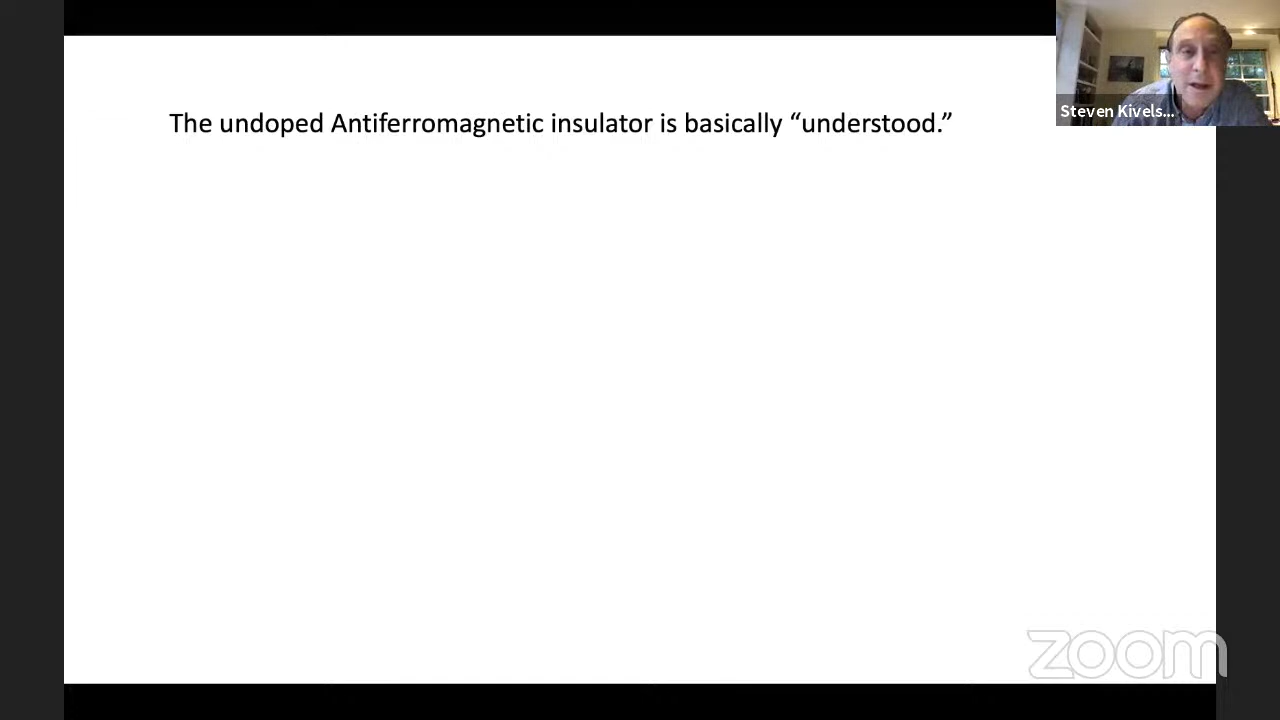 The undoped Antiferromagnetic insulator is basically “understood.”
Steven Kivels...
zoom